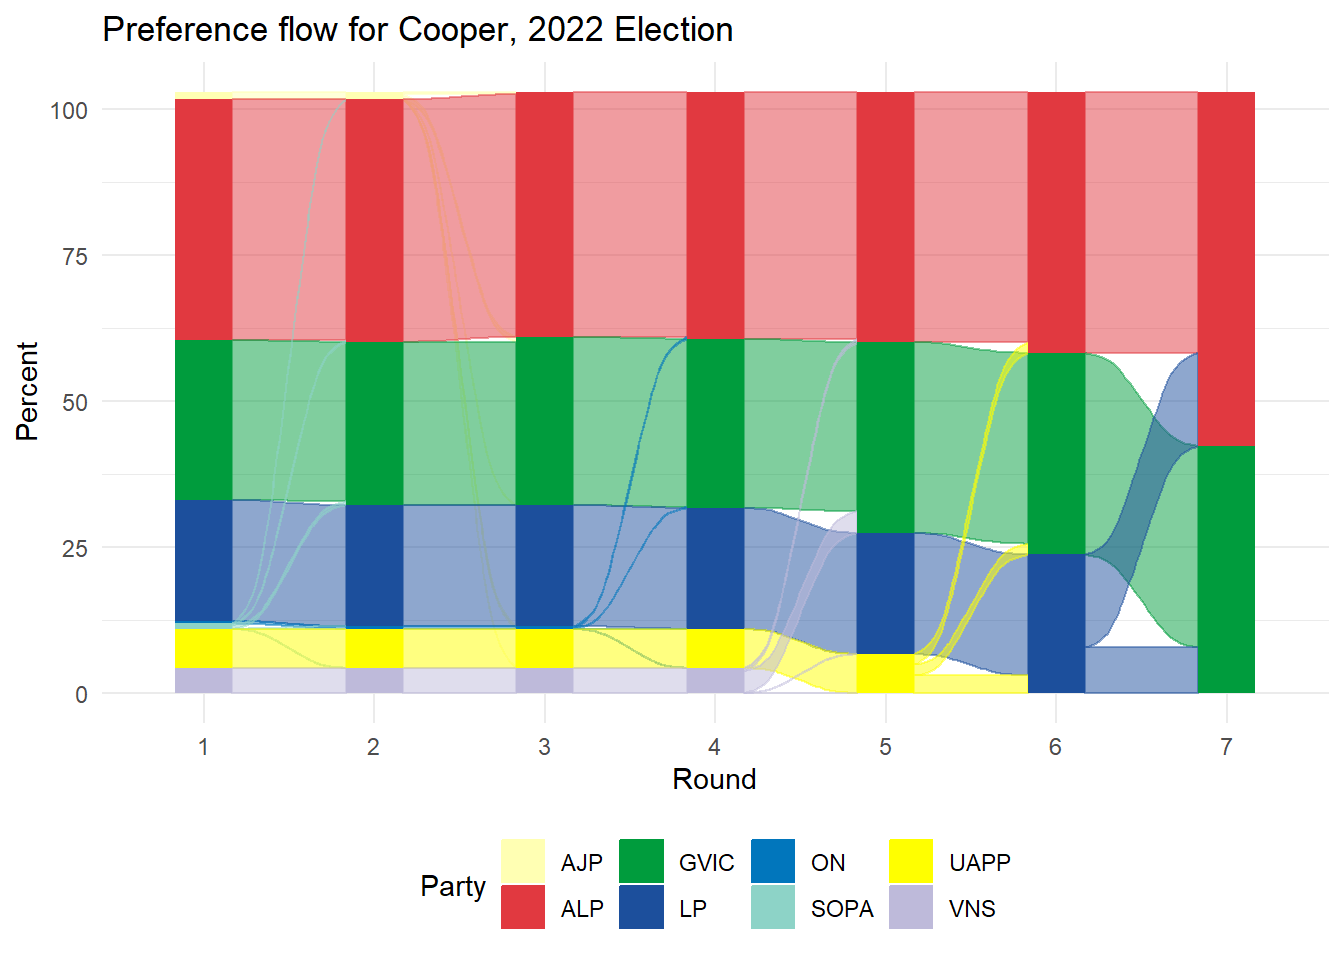 Preference flow for Cooper, 2022 Election
100
75
50
25
0
Percent
1 2 3 4 5 6 7
Round
Party
AJP GVIC ON UAPP
ALP LP SOPA VNS